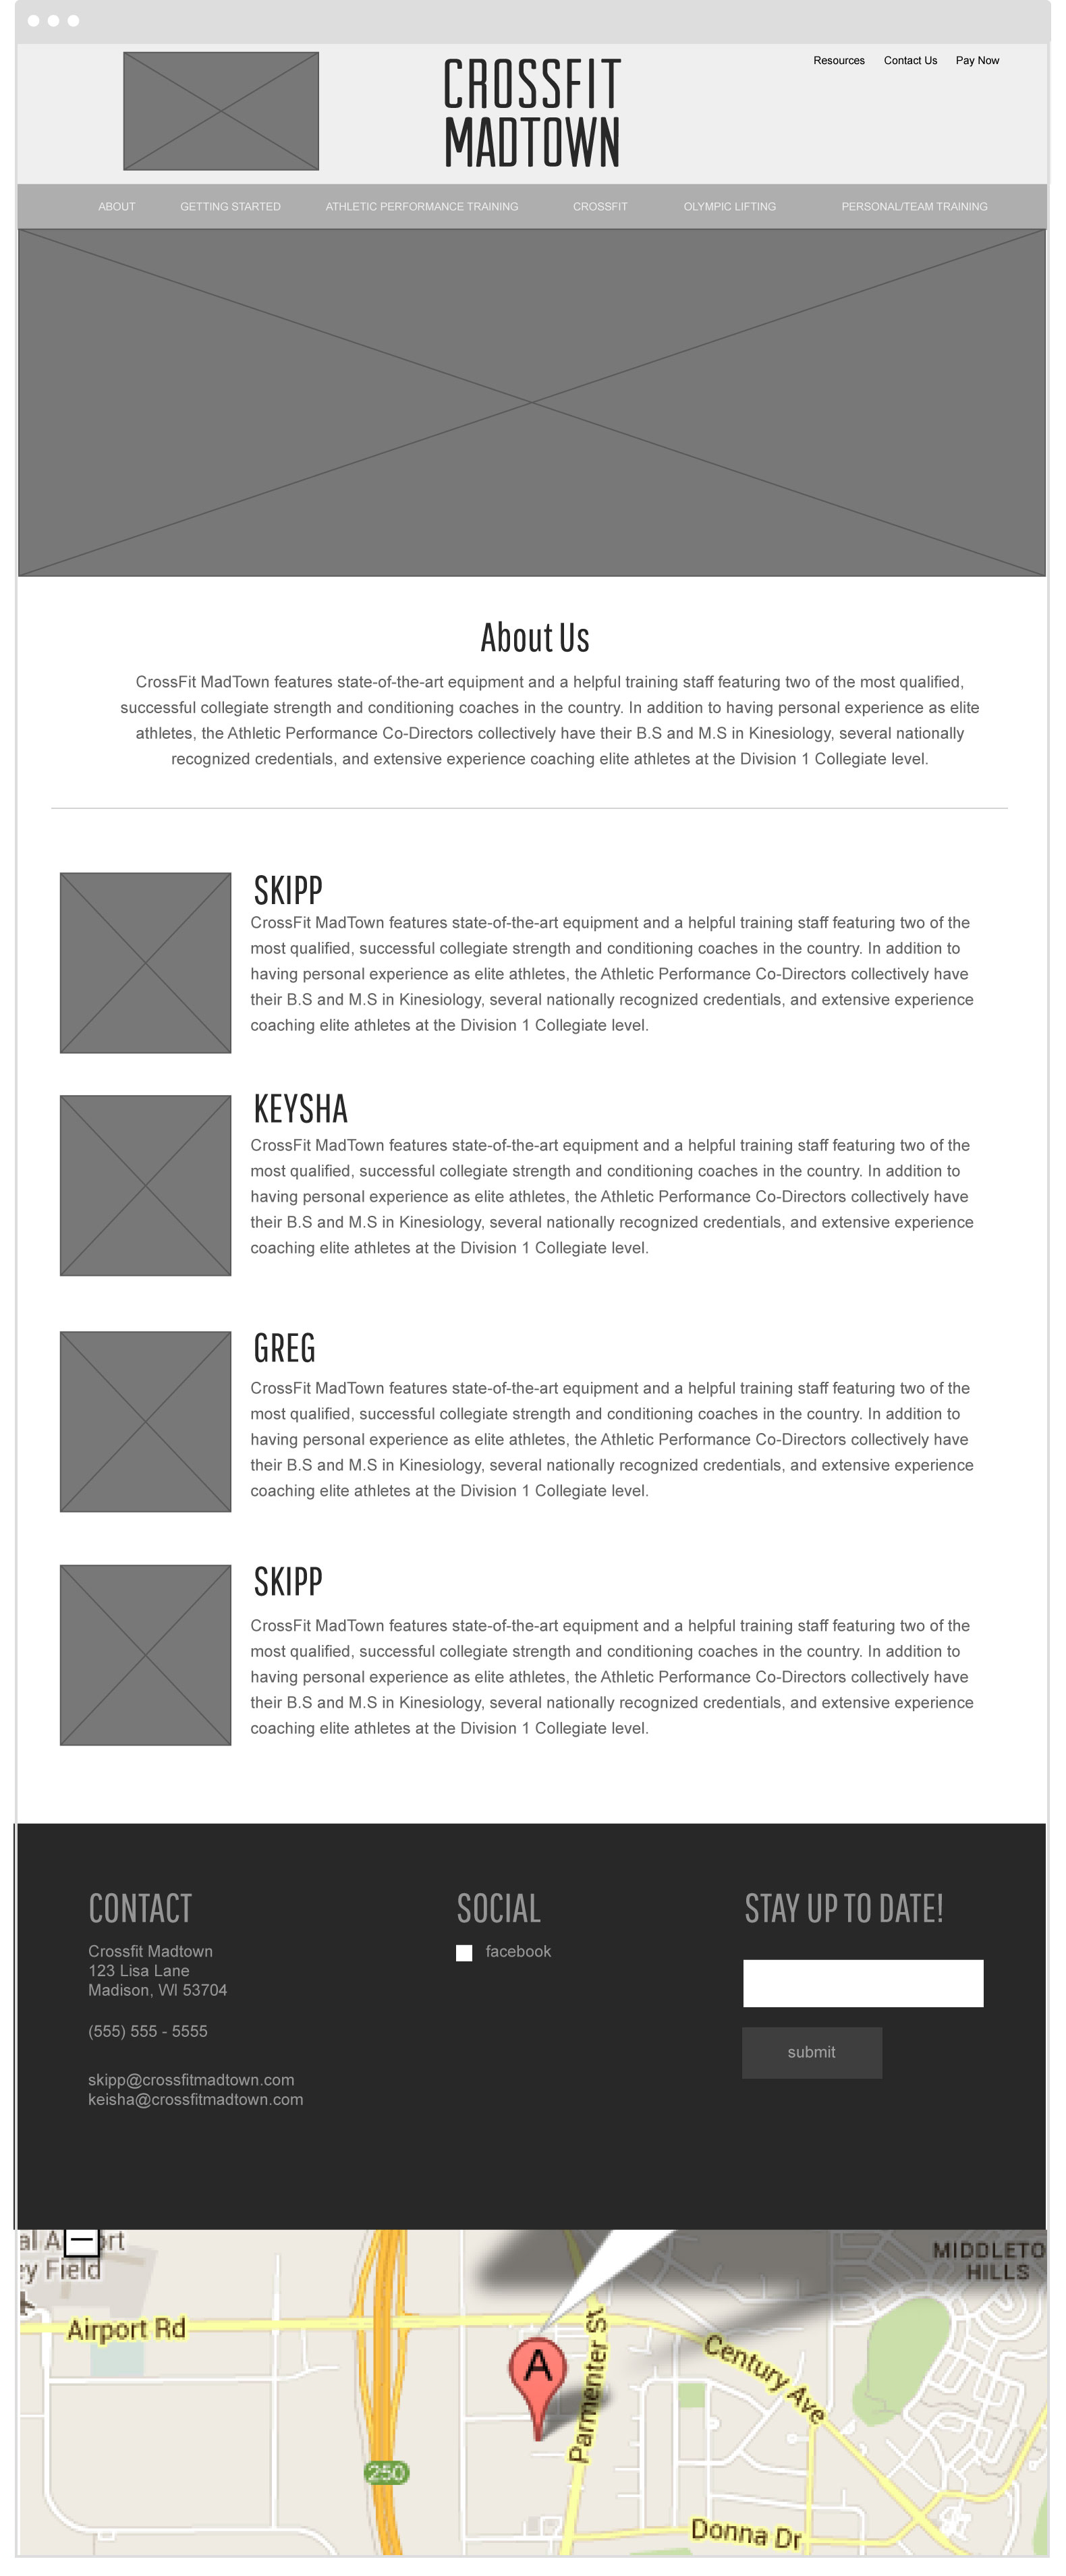 CROSSFIT
MADTOWN
Resources Contact Us Pay Now
ABOUT GETTING STARTED ATHLETIC PERFORMANCE TRAINING CROSSFIT OLYMPIC LIFTING PERSONAL/TEAM TRAINING
About Us
CrossFit MadTown features state-of-the-art equipment and a helpful training staff featuring two of the most qualified,
successful collegiate strength and conditioning coaches in the country. In addition to having personal experience as elite
athletes, the Athletic Performance Co-Directors collectively have their B.S and M.S in Kinesiology, several nationally
recognized credentials, and extensive experience coaching elite athletes at the Division 1 Collegiate level.
SKIPP
CrossFit MadTown features state-of-the-art equipment and a helpful training staff featuring two of the
most qualified, successful collegiate strength and conditioning coaches in the country. In addition to
having personal experience as elite athletes, the Athletic Performance Co-Directors collectively have
their B.S and M.S in Kinesiology, several nationally recognized credentials, and extensive experience
coaching elite athletes at the Division 1 Collegiate level.
KEYSHA
CrossFit MadTown features state-of-the-art equipment and a helpful training staff featuring two of the
most qualified, successful collegiate strength and conditioning coaches in the country. In addition to
having personal experience as elite athletes, the Athletic Performance Co-Directors collectively have
their B.S and M.S in Kinesiology, several nationally recognized credentials, and extensive experience
coaching elite athletes at the Division 1 Collegiate level.
GREG
CrossFit MadTown features state-of-the-art equipment and a helpful training staff featuring two of the
most qualified, successful collegiate strength and conditioning coaches in the country. In addition to
having personal experience as elite athletes, the Athletic Performance Co-Directors collectively have
their B.S and M.S in Kinesiology, several nationally recognized credentials, and extensive experience
coaching elite athletes at the Division 1 Collegiate level.
SKIPP
CrossFit MadTown features state-of-the-art equipment and a helpful training staff featuring two of the
most qualified, successful collegiate strength and conditioning coaches in the country. In addition to
having personal experience as elite athletes, the Athletic Performance Co-Directors collectively have
their B.S and M.S in Kinesiology, several nationally recognized credentials, and extensive experience
coaching elite athletes at the Division 1 Collegiate level.
CONTACT
Crossfit Madtown
123 Lisa Lane
Madison, WI 53704
(555) 555 - 5555
skipp@crossfitmadtown.com
keisha@crossfitmadtown.com
SOCIAL
facebook
STAY UP TO DATE!
submit
MIDDLETO
HILLS
ey Field
Airport Rd
Century Ave
A
Parmenter St
250
Donna Dr